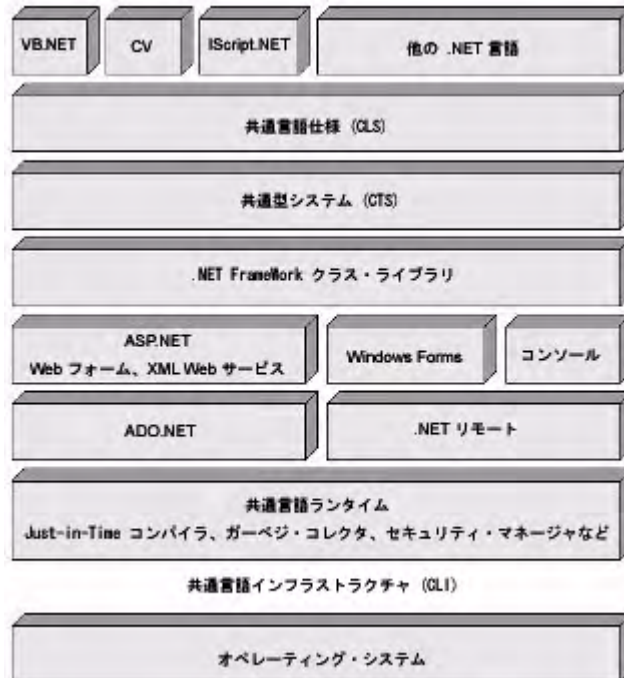 VB.NET
CV
IScript.NET
他の .NET 言語
共通言語仕様 (CLS)
共通型システム (CTS)
.NET FrameWork クラス・ライブラリ
ASP.NET
Web フォーム、XML Web サービス
Windows Forms
コンソール
ADO.NET
.NET リモート
共通言語ランタイム
Just-in-Time コンパイラ、ガーベジ・コレクタ、セキュリティ・マネージャなど
共通言語インフラストラクチャ (CLI)
オペレーティング・システム